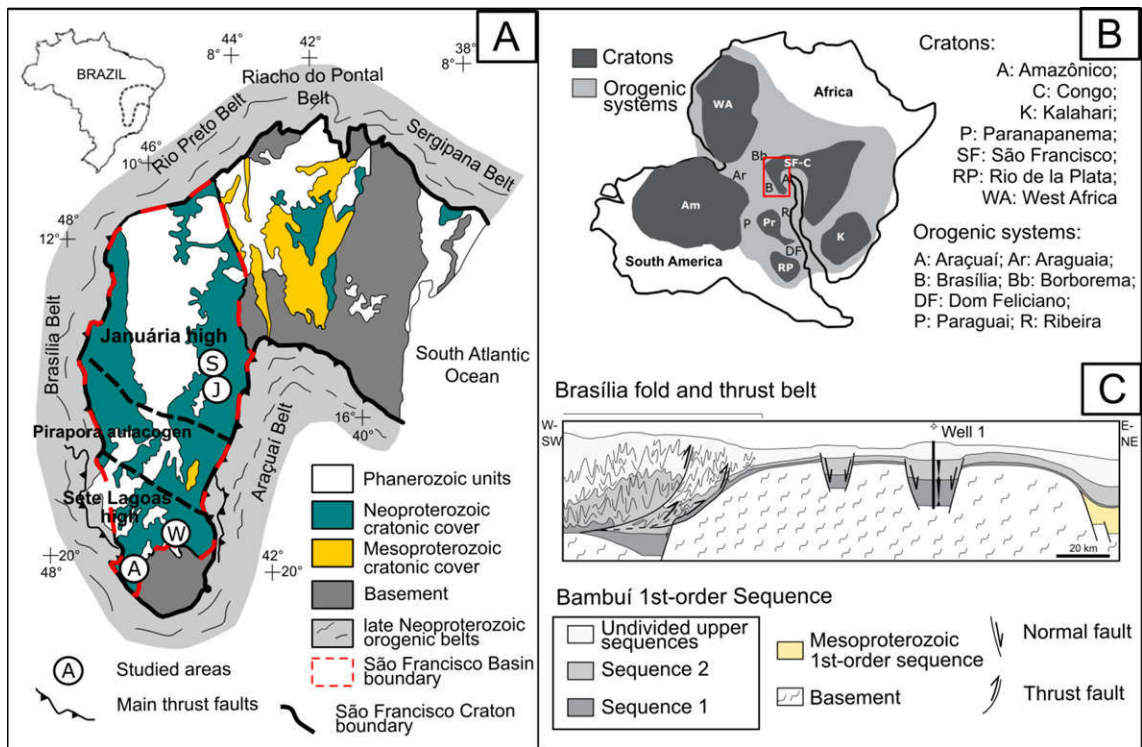 A
BRAZIL
44
8°
42
38°
8°
Riacho do Pontal
Belt
Rio Preto Belt
Sergipana Belt
46
10°
48°
12°
Januária high
S
J
Brasília Belt
South Atlantic
Ocean
16°
40°
Pirapora aulacogen
Araçuaí Belt
Sete Lagoas
high
W
A
20°
48°
42
20°
Phanerozoic units
Neoproterozoic
cratonic cover
Mesoproterozoic
cratonic cover
Basement
late Neoproterozoic
orogenic belts
São Francisco Basin
boundary
São Francisco Craton
boundary
A
Studied areas
Main thrust faults
B
Cratons
Orogenic
systems
WA
Africa
Bb
SF-C
A
Ar
B
Am
P
Pr
R
K
DF
RP
South America
Cratons:
A: Amazônico;
C: Congo;
K: Kalahari;
P: Paranapanema;
SF: São Francisco;
RP: Rio de la Plata;
WA: West Africa
Orogenic systems:
A: Araçuaí; Ar: Araguaia;
B: Brasília; Bb: Borborema;
DF: Dom Feliciano;
P: Paraguai; R: Ribeira
C
Brasília fold and thrust belt
W-
SW
E-
NE
Well 1
20 km
Bambuí 1st-order Sequence
Undivided upper
sequences
Sequence 2
Sequence 1
Mesoproterozoic
1st-order sequence
Basement
Normal fault
Thrust fault